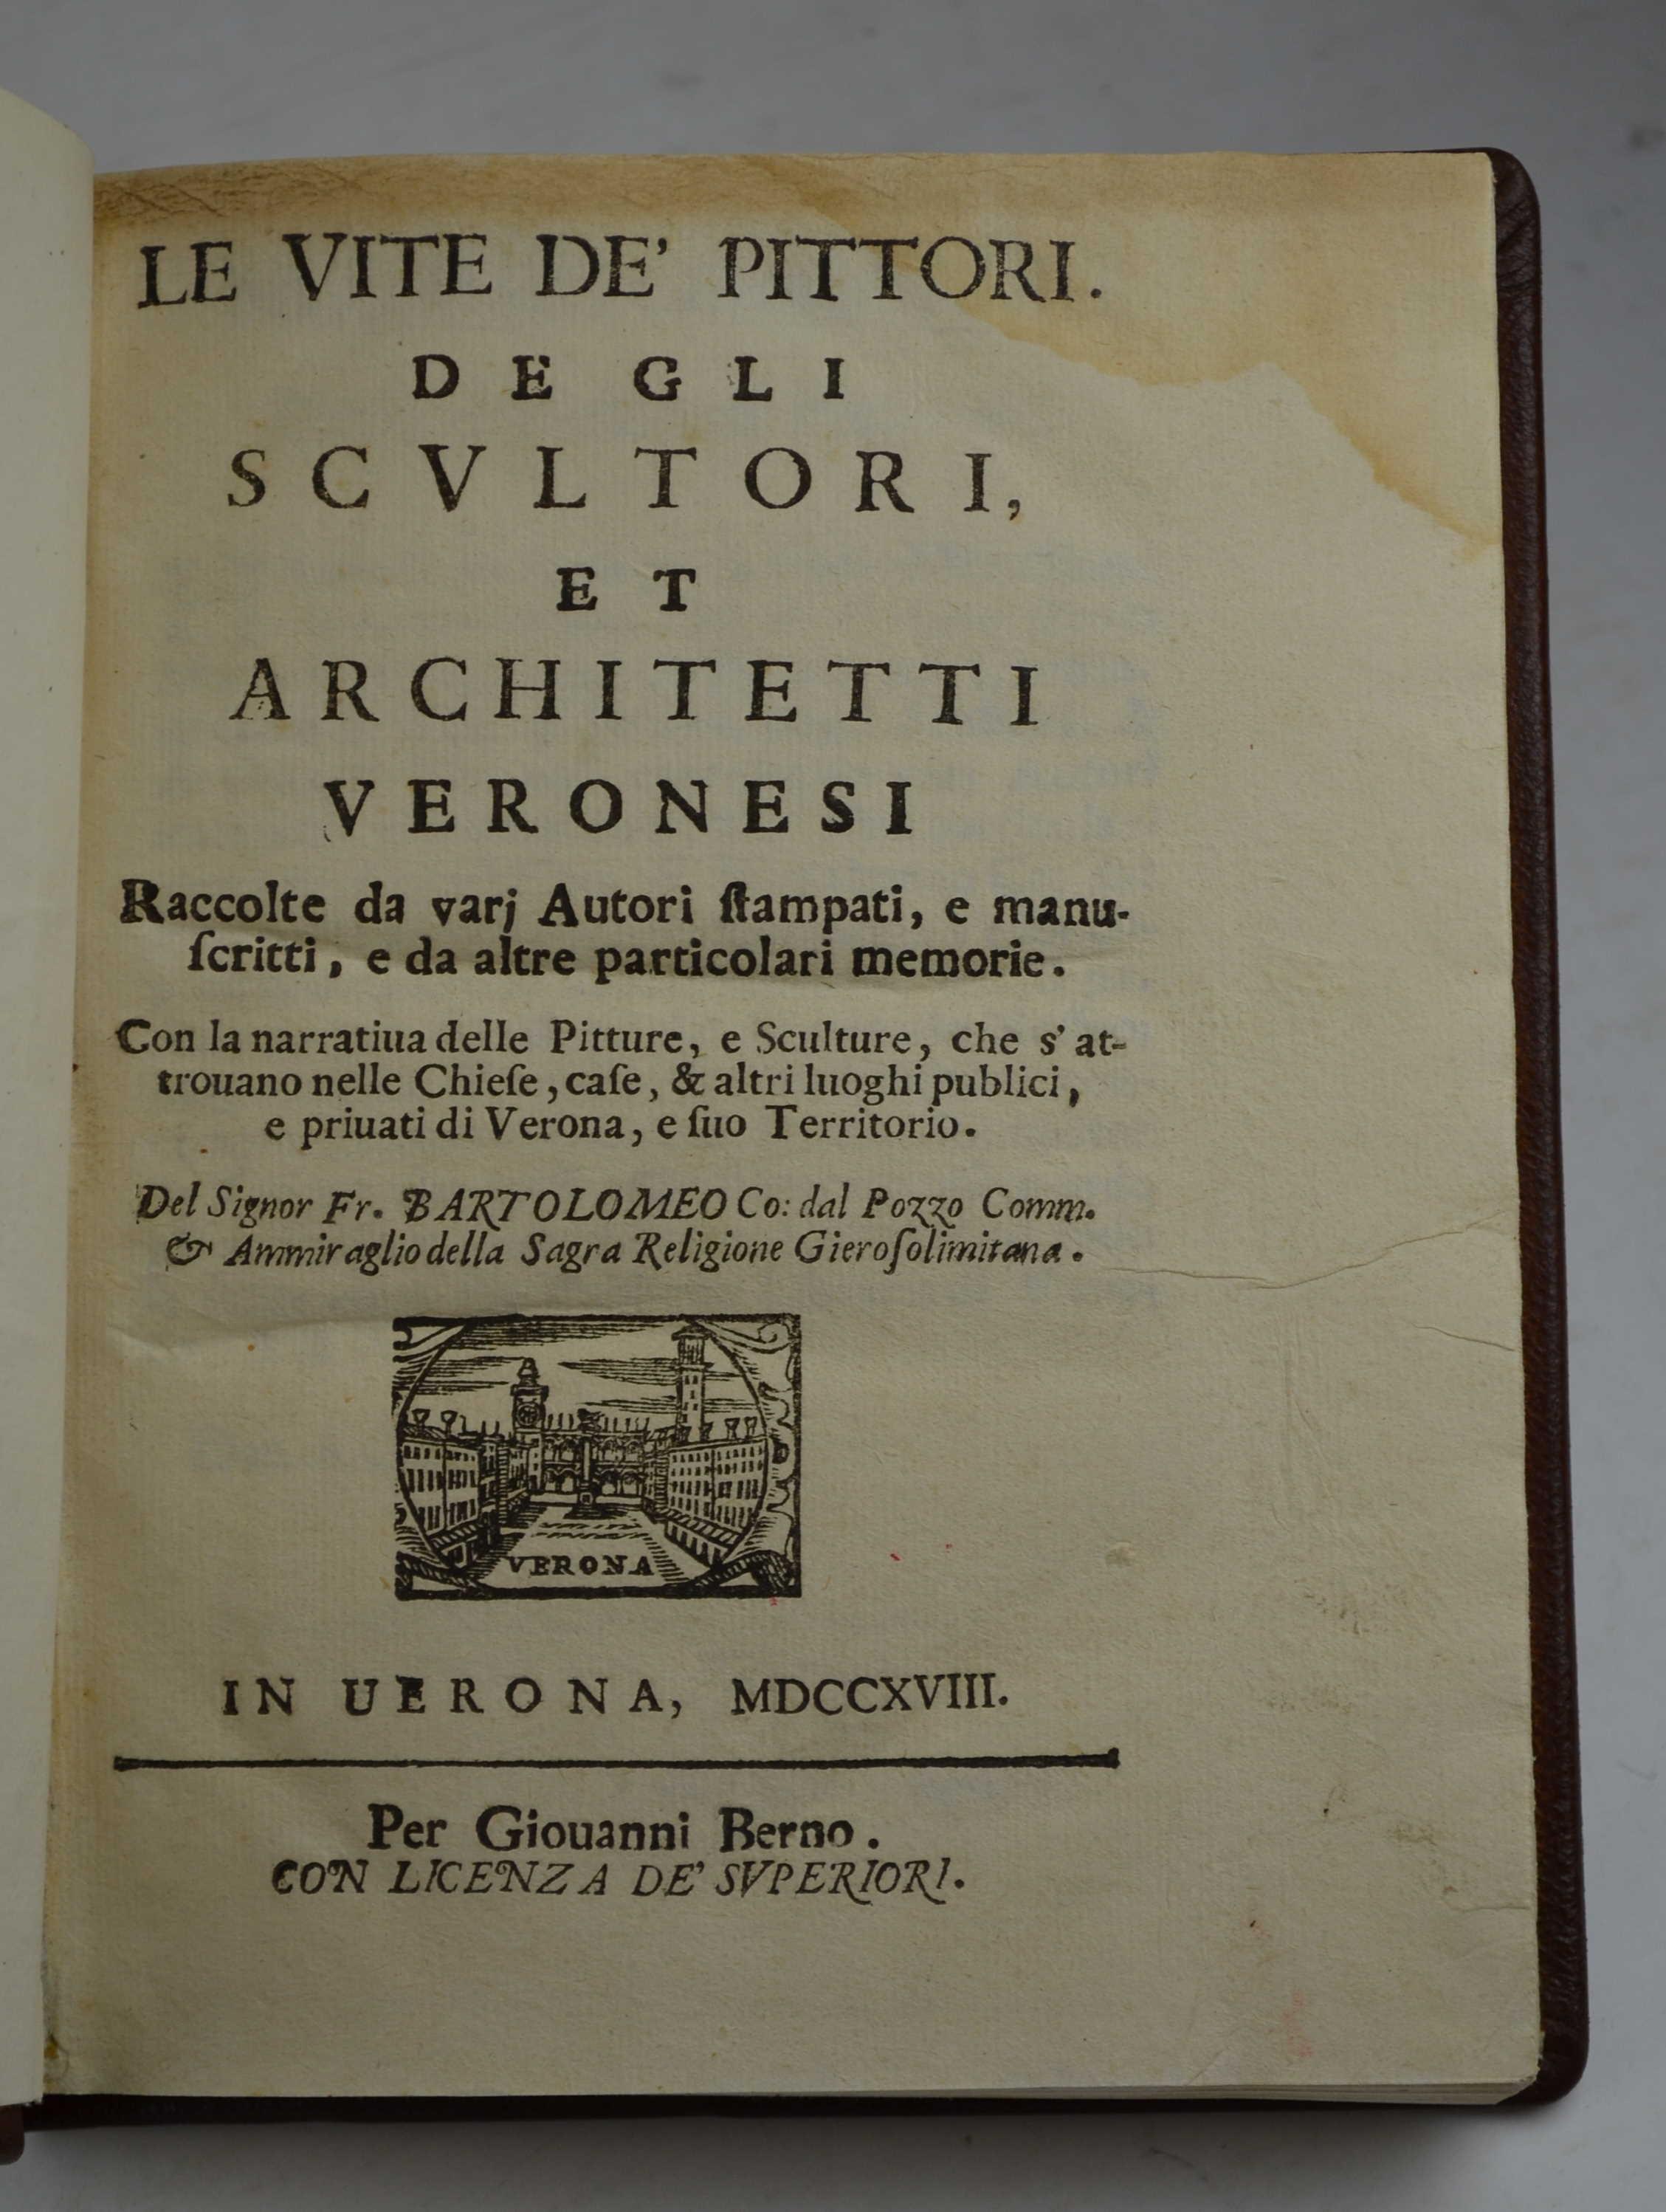 LE VITE DE' PITTORI.
DEGLI
SCVLTORI,
ET
ARCHITETTI
VERONESI
Raccolte da varj Autori ſtampati, e manu-
ſcritti, e da altre particolari memorie.
Con la narratiua delle Pitture, e Sculture, che s' at-
trouano nelle Chieſe, caſe, & altri luoghi publici,
e priuati di Verona, e ſuo Territorio.
Del Signor Fr. BARTOLOMEO Co: dal Pozzo Comm.
& Ammiraglio della Sagra Religione Gieroſolimitana.
VERONA
IN UERONA, MDCCXVIII.
Per Giouanni Berno.
CON LICENZA DE' SVPERIORI.